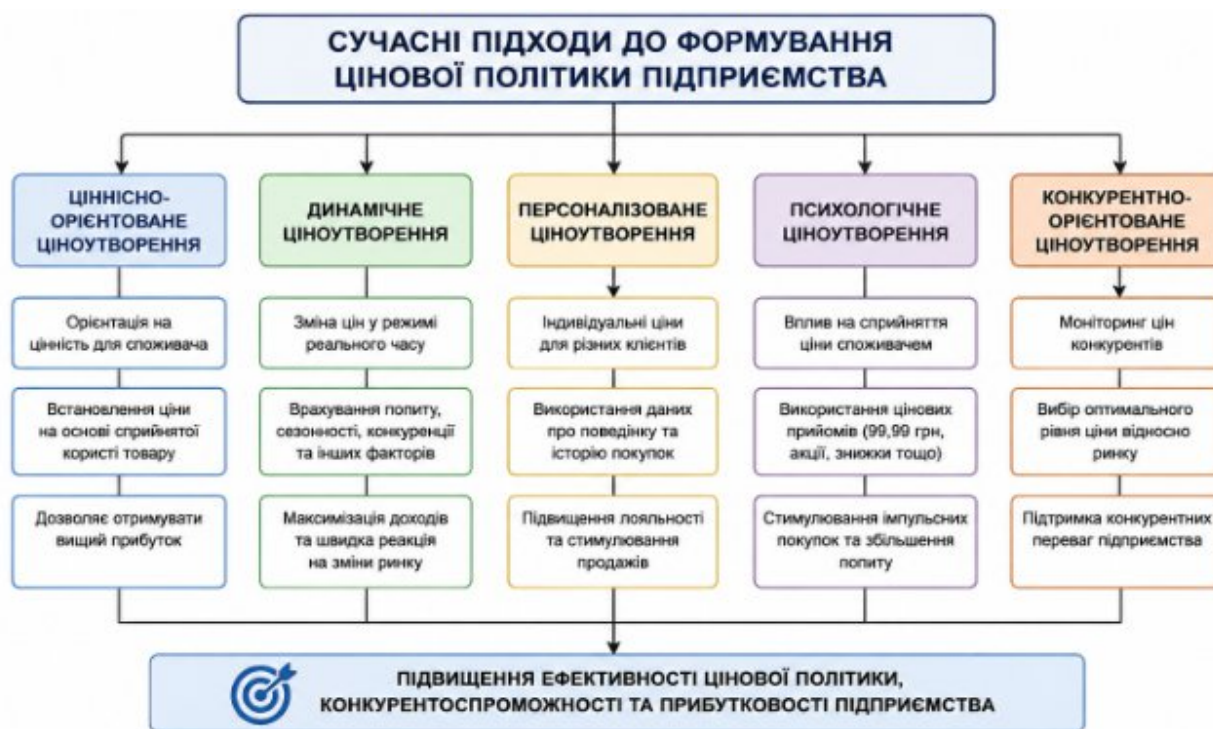 СУЧАСНІ ПІДХОДИ ДО ФОРМУВАННЯ
ЦІНОВОЇ ПОЛІТИКИ ПІДПРИЄМСТВА
ЦІННІСНО-
ОРІЄНТОВАНЕ
ЦІНОУТВОРЕННЯ
Орієнтація на
цінність для споживача
Встановлення ціни
на основі сприйнятої
користі товару
Дозволяє отримувати
вищий прибуток
ДИНАМІЧНЕ
ЦІНОУТВОРЕННЯ
Зміна цін у режимі
реального часу
Врахування попиту,
сезонності, конкуренції
та інших факторів
Максимізація доходів
та швидка реакція
на зміни ринку
ПЕРСОНАЛІЗОВАНЕ
ЦІНОУТВОРЕННЯ
Індивідуальні ціни
для різних клієнтів
Використання даних
про поведінку та
історію покупок
Підвищення лояльності
та стимулювання
продажів
ПСИХОЛОГІЧНЕ
ЦІНОУТВОРЕННЯ
Вплив на сприйняття
ціни споживачем
Використання цінових
прийомів (99,99 грн,
акції, знижки тощо)
Стимулювання імпульсних
покупок та збільшення
попиту
КОНКУРЕНТНО-
ОРІЄНТОВАНЕ
ЦІНОУТВОРЕННЯ
Моніторинг цін
конкурентів
Вибір оптимального
рівня ціни відносно
ринку
Підтримка конкурентних
переваг підприємства
ПІДВИЩЕННЯ ЕФЕКТИВНОСТІ ЦІНОВОЇ ПОЛІТИКИ,
КОНКУРЕНТОСПРОМОЖНОСТІ ТА ПРИБУТКОВОСТІ ПІДПРИЄМСТВА